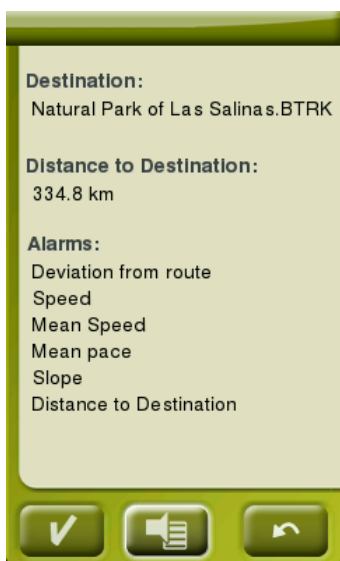 Destination:
Natural Park of Las Salinas.BTRK
Distance to Destination:
334.8 km
Alarms:
Deviation from route
Speed
Mean Speed
Mean pace
Slope
Distance to Destination